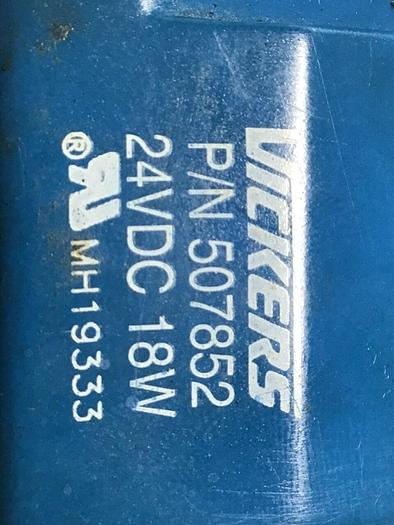 VICKERS
P/N 507852
24VDC 18W
® MH19333